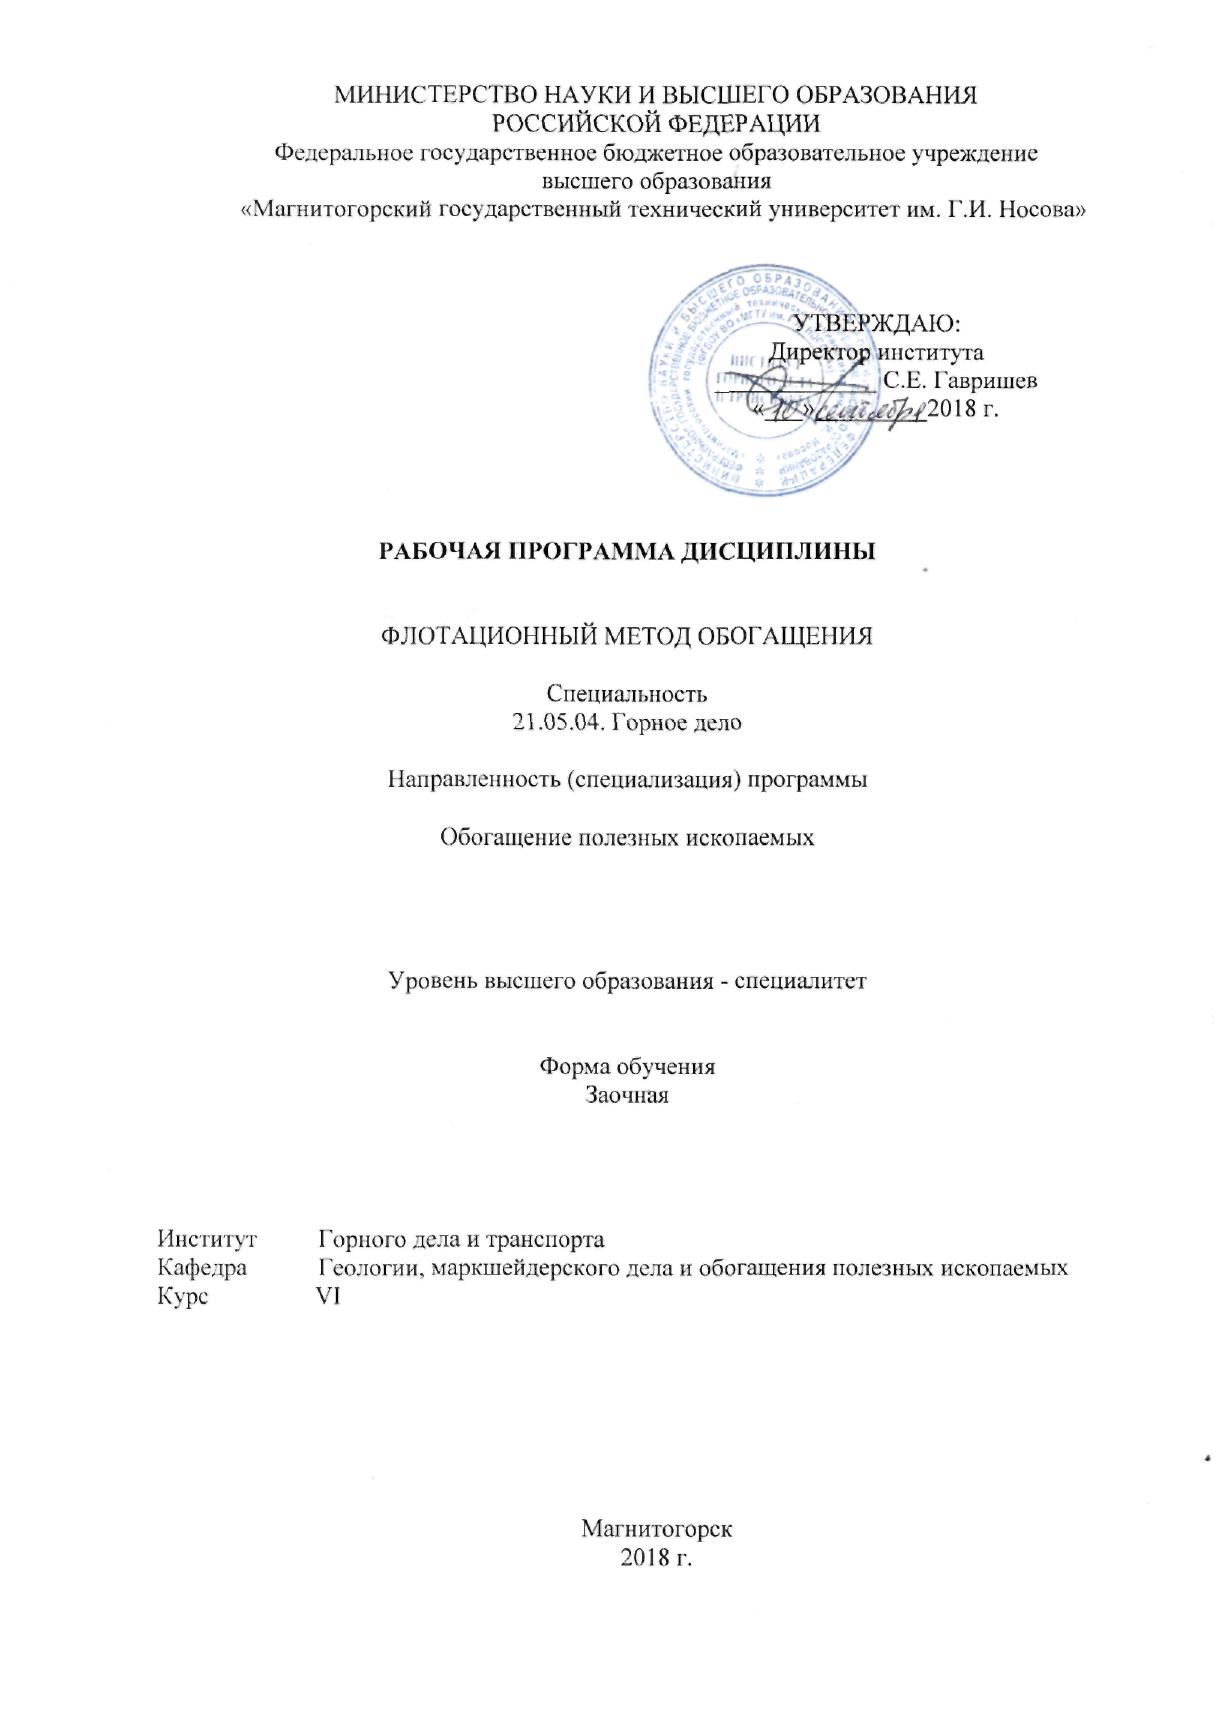 МИНИСТЕРСТВО НАУКИ И ВЫСШЕГО ОБРАЗОВАНИЯ
РОССИЙСКОЙ ФЕДЕРАЦИИ
Федеральное государственное бюджетное образовательное учреждение
высшего образования
«Магнитогорский государственный технический университет им. Г.И. Носова»
УТВЕРЖДАЮ:
Директор института
С.Е. Гавришев
«10» сентября 2018 г.
РАБОЧАЯ ПРОГРАММА ДИСЦИПЛИНЫ
ФЛОТАЦИОННЫЙ МЕТОД ОБОГАЩЕНИЯ
Специальность
21.05.04. Горное дело
Направленность (специализация) программы
Обогащение полезных ископаемых
Уровень высшего образования - специалитет
Форма обучения
Заочная
Институт Горного дела и транспорта
Кафедра Геологии, маркшейдерского дела и обогащения полезных ископаемых
Курс VI
Магнитогорск
2018 г.